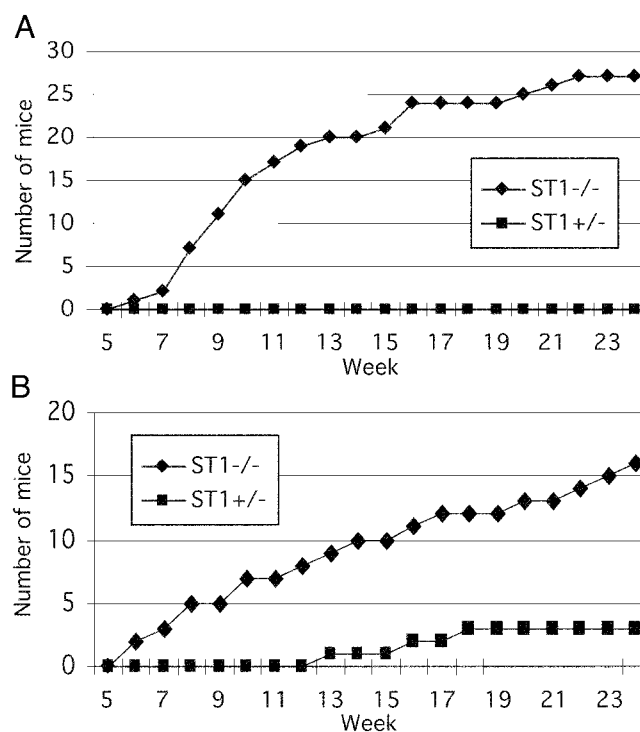 A
30
25
20
15
10
5
0
Number of mice
ST1-/-
ST1+/-
5 7 9 11 13 15 17 19 21 23
Week
B
20
15
10
5
0
Number of mice
ST1-/-
ST1+/-
5 7 9 11 13 15 17 19 21 23
Week